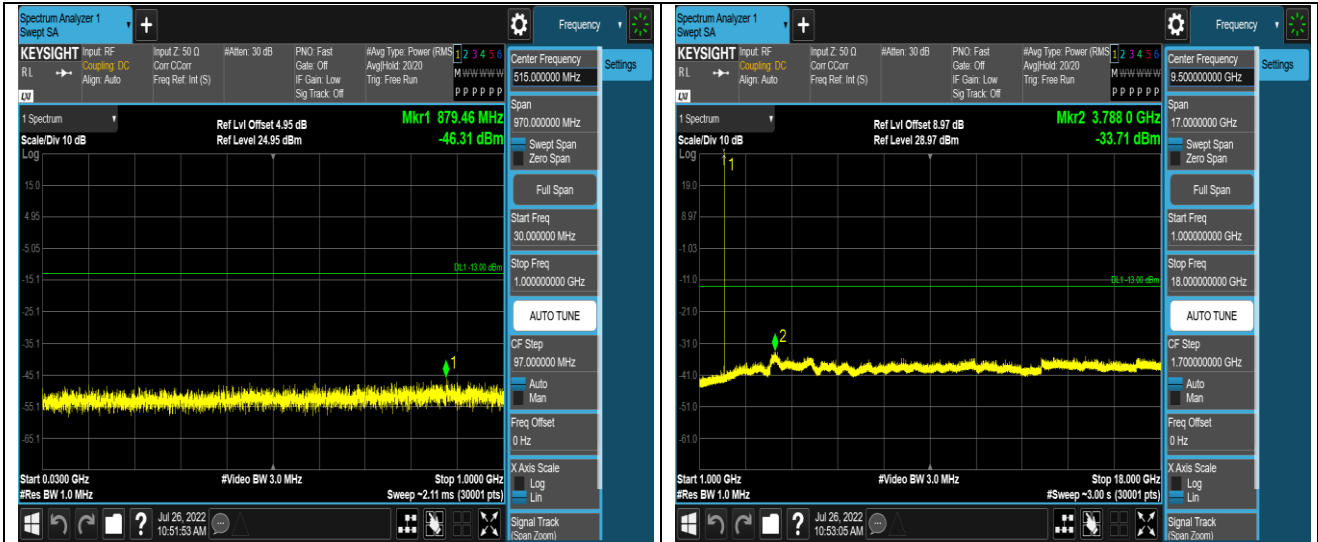 Spectrum Analyzer 1
Swept SA
+
Frequency
KEYSIGHT
RL
LXI
Input: RF
Coupling: DC
Align: Auto
Input Z: 50 Ω
Corr CCorr
Freq Ref: Int (S)
#Atten: 30 dB
PNO: Fast
Gate: Off
IF Gain: Low
Sig Track: Off
#Avg Type: Power (RMS
Avg|Hold: 20/20
Trig: Free Run
1 2 3 4 5 6
M W W W W W
P P P P P P
1 Spectrum
Scale/Div 10 dB
Log
Ref Lvl Offset 4.95 dB
Ref Level 24.95 dBm
Mkr1 879.46 MHz
-46.31 dBm
15.0
4.95
-5.05
DL1 -13.00 dBm
-15.1
-25.1
-35.1
1
-45.1
-55.1
-65.1
Start 0.0300 GHz
#Res BW 1.0 MHz
#Video BW 3.0 MHz
Stop 1.0000 GHz
Sweep ~2.11 ms (30001 pts)
Center Frequency
515.000000 MHz
Settings
Span
970.000000 MHz
Swept Span
Zero Span
Full Span
Start Freq
30.000000 MHz
Stop Freq
1.000000000 GHz
AUTO TUNE
CF Step
97.000000 MHz
Auto
Man
Freq Offset
0 Hz
X Axis Scale
Log
Lin
Signal Track
(Span Zoom)
?
Jul 26, 2022
10:51:53 AM
Spectrum Analyzer 1
Swept SA
+
Frequency
KEYSIGHT
RL
LXI
Input: RF
Coupling: DC
Align: Auto
Input Z: 50 Ω
Corr CCorr
Freq Ref: Int (S)
#Atten: 30 dB
PNO: Fast
Gate: Off
IF Gain: Low
Sig Track: Off
#Avg Type: Power (RMS
Avg|Hold: 20/20
Trig: Free Run
1 2 3 4 5 6
M W W W W W
P P P P P P
1 Spectrum
Scale/Div 10 dB
Log
Ref Lvl Offset 8.97 dB
Ref Level 28.97 dBm
Mkr2 3.788 0 GHz
-33.71 dBm
1
19.0
8.97
-1.03
-11.0
DL1 -13.00 dBm
-21.0
-31.0
2
-41.0
-51.0
-61.0
Start 1.000 GHz
#Res BW 1.0 MHz
#Video BW 3.0 MHz
Stop 18.000 GHz
#Sweep ~3.00 s (30001 pts)
Center Frequency
9.500000000 GHz
Settings
Span
17.0000000 GHz
Swept Span
Zero Span
Full Span
Start Freq
1.000000000 GHz
Stop Freq
18.000000000 GHz
AUTO TUNE
CF Step
1.700000000 GHz
Auto
Man
Freq Offset
0 Hz
X Axis Scale
Log
Lin
Signal Track
(Span Zoom)
?
Jul 26, 2022
10:53:05 AM